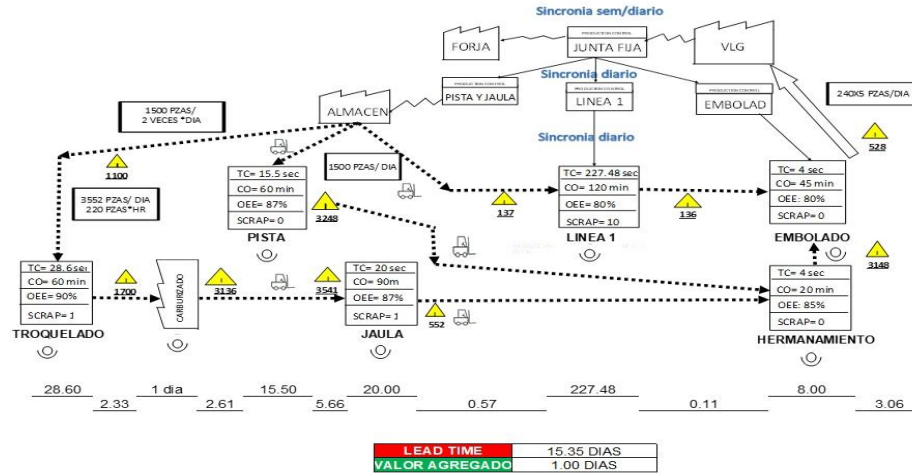 Sincronia sem/diario
PRODUCTION CONTROL
FORJA
JUNTA FIJA
VLG
Sincronia diario
PRODUCTION CONTROL
PISTA Y JAULA
PRODUCTION CONTROL
LINEA 1
PRODUCTION CONTROL
EMBOLAD
240X5 PZAS/DIA
1500 PZAS/
2 VECES *DIA
ALMACEN
Sincronia diario
528
1100
1500 PZAS/ DIA
3552 PZAS/ DIA
220 PZAS*HR
TC= 15.5 sec
CO= 60 min
OEE= 87%
SCRAP= 0
PISTA
3248
137
TC= 227.48 sec
CO= 120 min
OEE= 80%
SCRAP= 10
LINEA 1
136
TC= 4 sec
CO= 45 min
OEE: 80%
SCRAP= 0
EMBOLADO
3148
TC= 28.6 sec
CO= 60 min
OEE= 90%
SCRAP= 1
TROQUELADO
1700
CARBURIZADO
3136
3541
TC= 20 sec
CO= 90m
OEE= 87%
SCRAP= 1
JAULA
552
TC= 4 sec
CO= 20 min
OEE: 85%
SCRAP= 0
HERMANAMIENTO
28.60 1 dia 15.50 20.00 227.48 8.00
2.33 2.61 5.66 0.57 0.11 3.06
LEAD TIME 15.35 DIAS
VALOR AGREGADO 1.00 DIAS